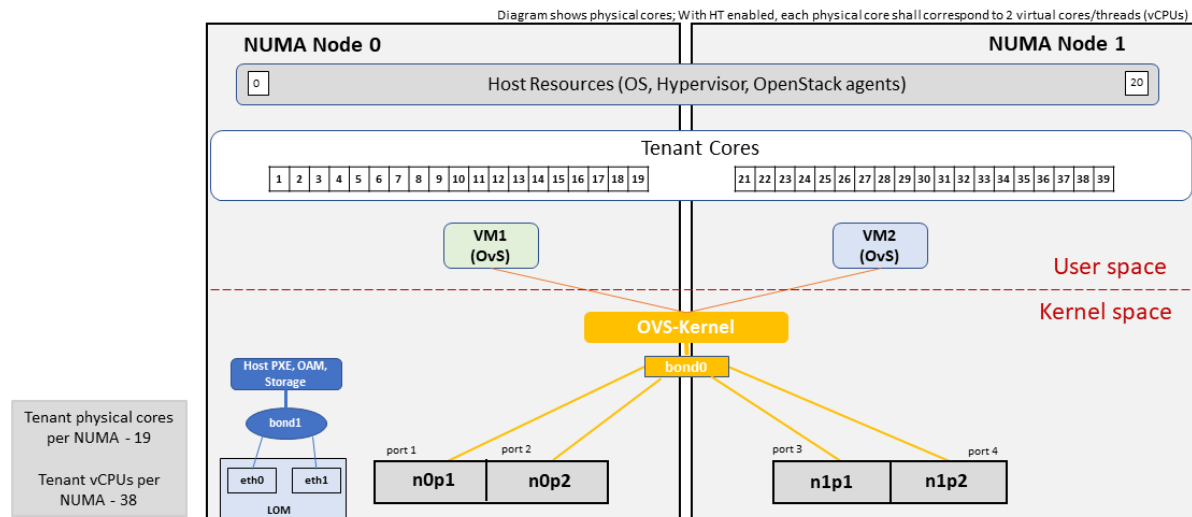 Diagram shows physical cores; With HT enabled, each physical core shall correspond to 2 virtual cores/threads (vCPUs)
NUMA Node 0
NUMA Node 1
0
Host Resources (OS, Hypervisor, OpenStack agents)
20
Tenant Cores
1 2 3 4 5 6 7 8 9 10 11 12 13 14 15 16 17 18 19
21 22 23 24 25 26 27 28 29 30 31 32 33 34 35 36 37 38 39
VM1
(OvS)
VM2
(OvS)
User space
Kernel space
OVS-Kernel
bond0
Host PXE, OAM,
Storage
bond1
eth0
eth1
LOM
Tenant physical cores
per NUMA - 19
Tenant vCPUs per
NUMA - 38
port 1
port 2
n0p1
n0p2
port 3
port 4
n1p1
n1p2